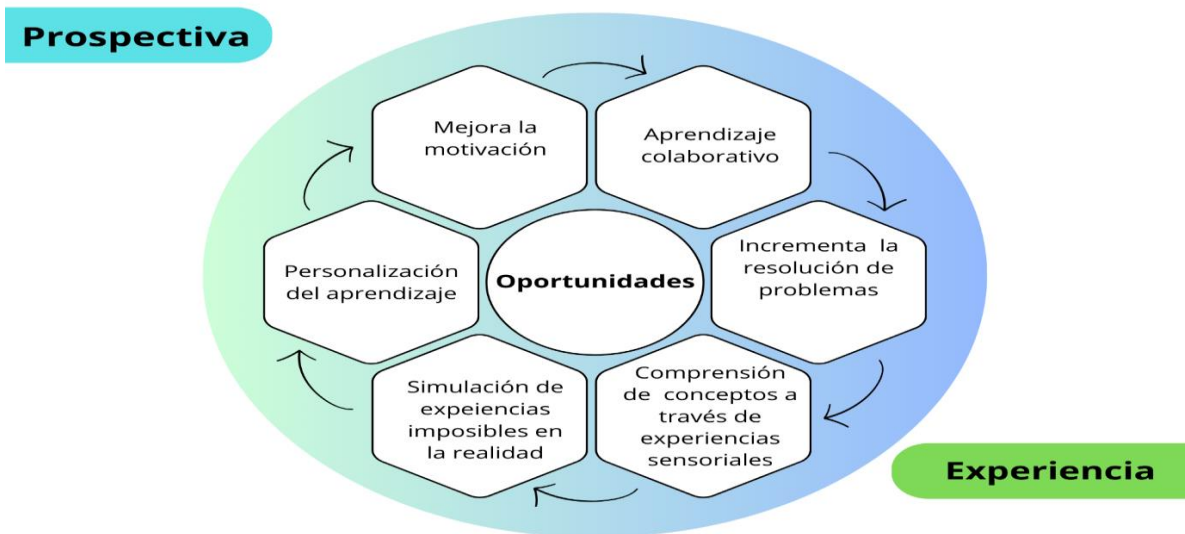 Prospectiva
Mejora la
motivación
Aprendizaje
colaborativo
Incrementa la
resolución de
problemas
Comprensión
de conceptos a
través de
experiencias
sensoriales
Simulación de
expeiencias
imposibles en
la realidad
Personalización
del aprendizaje
Oportunidades
Experiencia